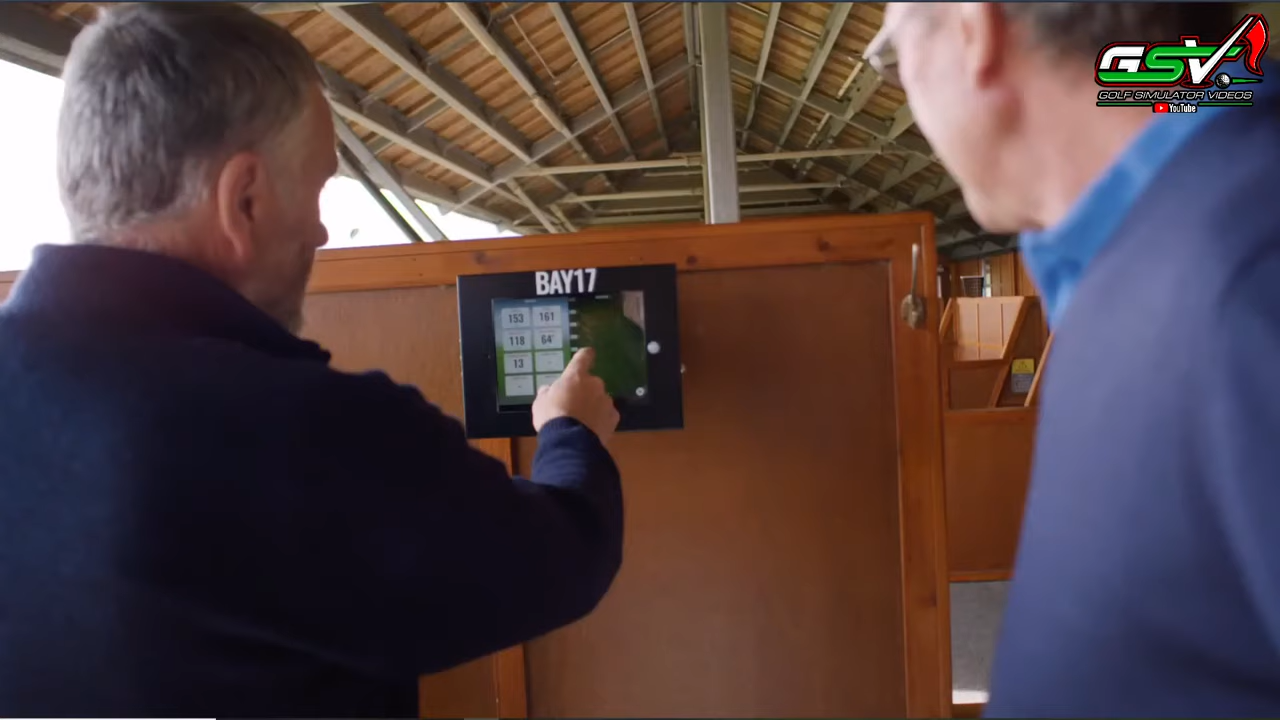 GSV
GOLF SIMULATOR VIDEOS
YouTube
BAY17
153 161
118 64°
13